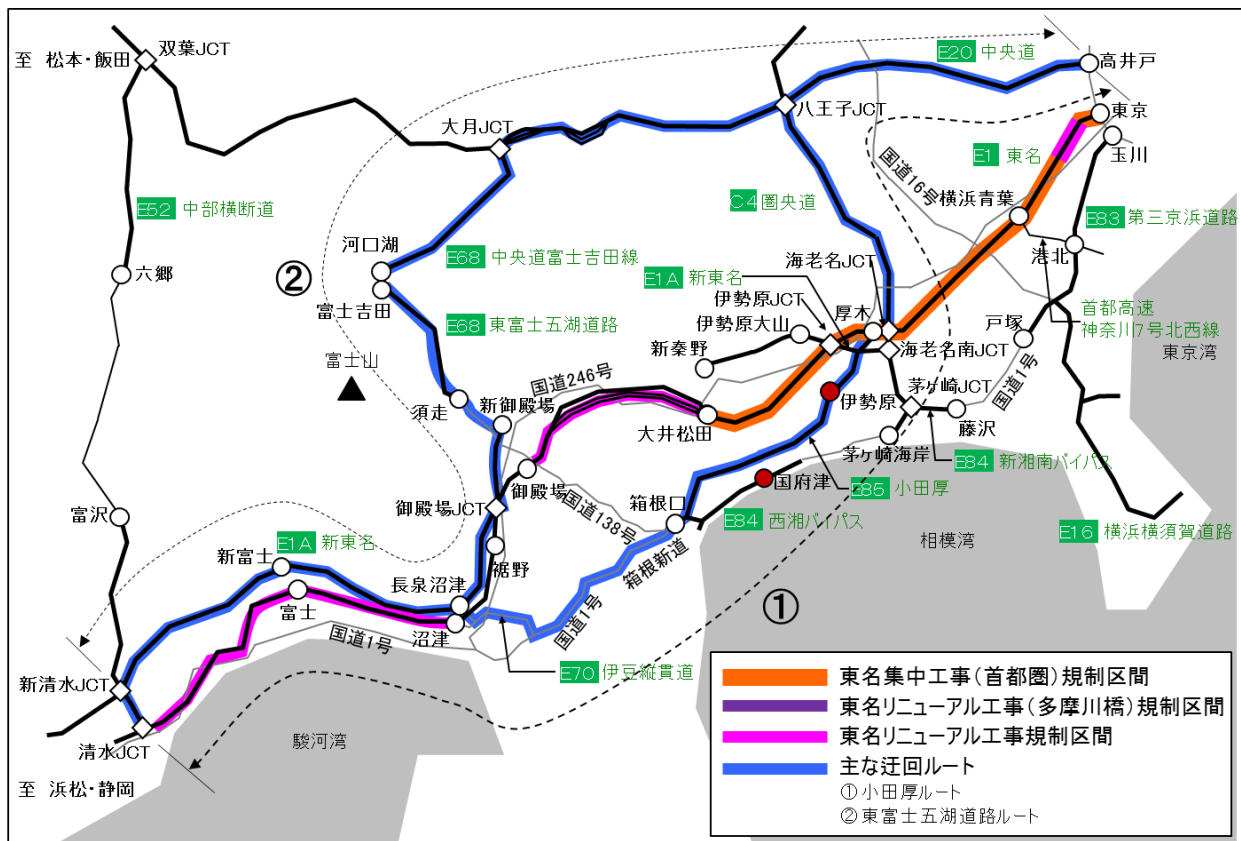 双葉JCT
至 松本・飯田
E20 中央道
高井戸
八王子JCT
東京
大月JCT
玉川
E1 東名
国道16号
E52 中部横断道
C4 圏央道
横浜青葉
E83 第三京浜道路
河口湖
E68 中央道富士吉田線
海老名JCT
港北
六郷
②
E1A 新東名
富士吉田
伊勢原JCT
厚木
首都高速
神奈川7号北西線
E68 東富士五湖道路
伊勢原大山
戸塚
新秦野
海老名南JCT
東京湾
富士山
国道246号
国道1号
茅ヶ崎JCT
須走
新御殿場
伊勢原
大井松田
藤沢
茅ヶ崎海岸
E84 新湘南バイパス
御殿場
国府津
E85 小田厚
富沢
御殿場JCT
国道138号
箱根口
E84 西湘バイパス
E16 横浜横須賀道路
E1A 新東名
新富士
裾野
箱根新道
相模湾
長泉沼津
富士
国道1号
①
国道1号
沼津
E70 伊豆縦貫道
新清水JCT
清水JCT
駿河湾
至 浜松・静岡
東名集中工事（首都圏）規制区間
東名リニューアル工事（多摩川橋）規制区間
東名リニューアル工事規制区間
主な迂回ルート
①小田厚ルート
②東富士五湖道路ルート